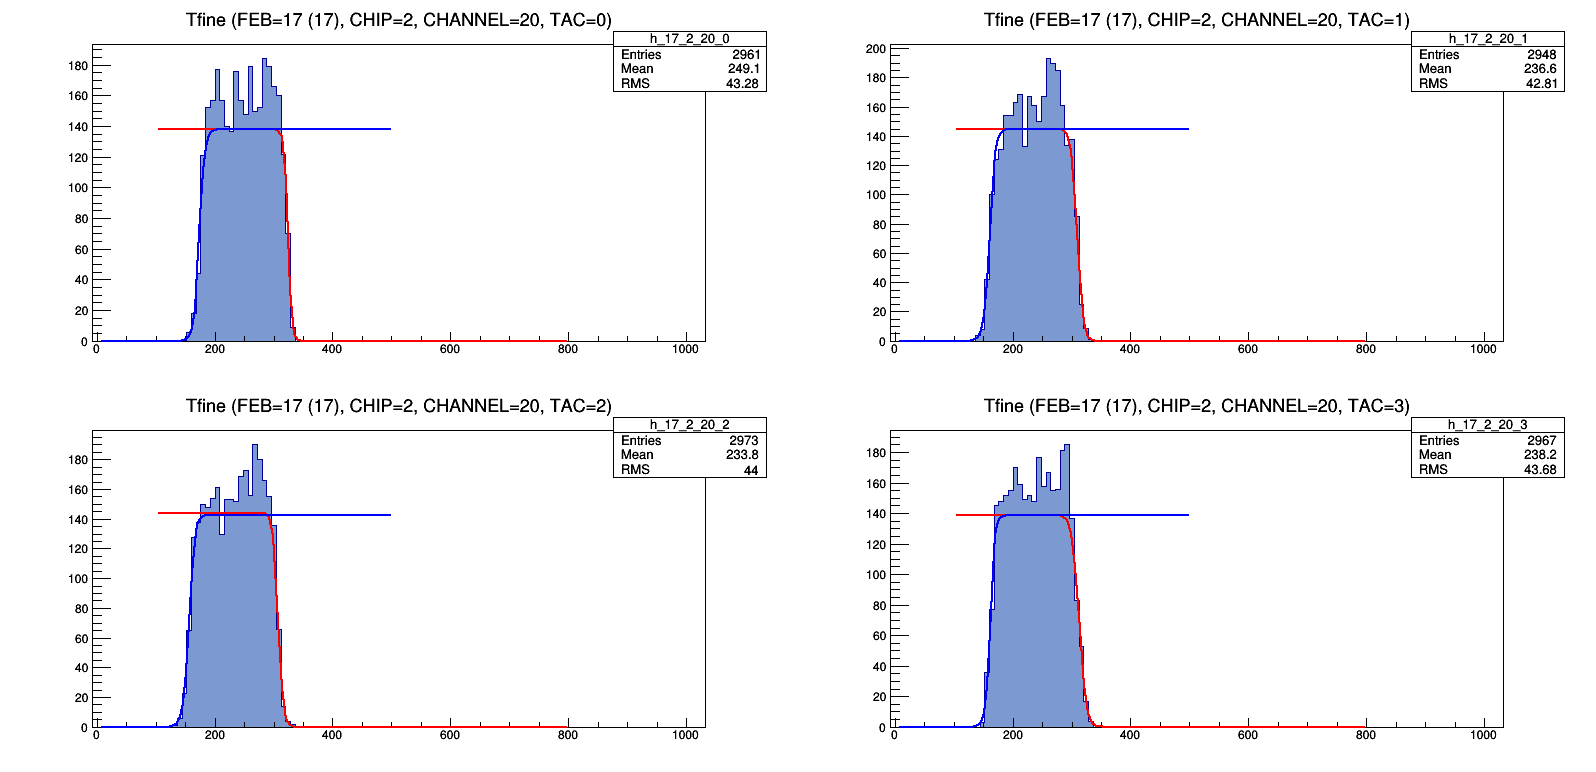 Tfine (FEB=17 (17), CHIP=2, CHANNEL=20, TAC=0)
h_17_2_20_0
Entries 2961
Mean 249.1
RMS 43.28
180
160
140
120
100
80
60
40
20
0
0 200 400 600 800 1000
Tfine (FEB=17 (17), CHIP=2, CHANNEL=20, TAC=1)
h_17_2_20_1
Entries 2948
Mean 236.6
RMS 42.81
200
180
160
140
120
100
80
60
40
20
0
0 200 400 600 800 1000
Tfine (FEB=17 (17), CHIP=2, CHANNEL=20, TAC=2)
h_17_2_20_2
Entries 2973
Mean 233.8
RMS 44
180
160
140
120
100
80
60
40
20
0
0 200 400 600 800 1000
Tfine (FEB=17 (17), CHIP=2, CHANNEL=20, TAC=3)
h_17_2_20_3
Entries 2967
Mean 238.2
RMS 43.68
180
160
140
120
100
80
60
40
20
0
0 200 400 600 800 1000